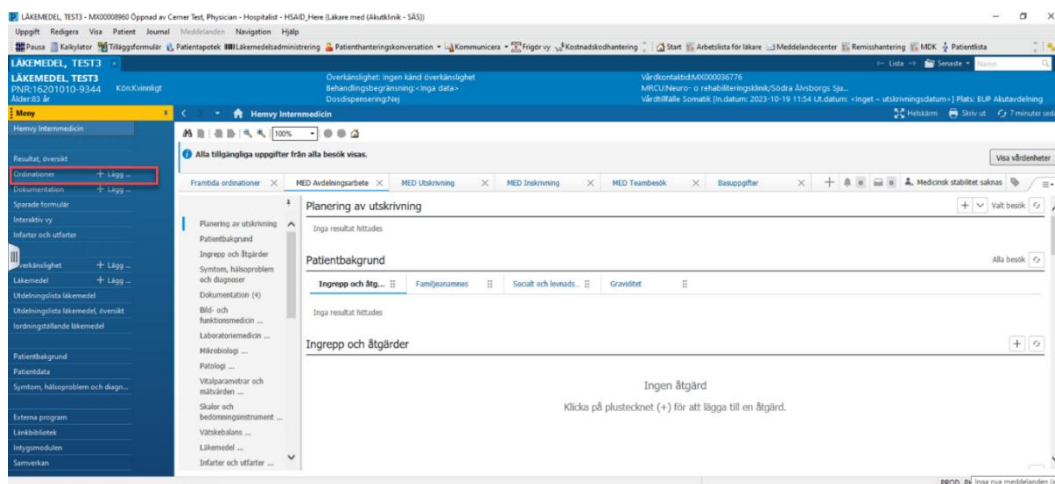 LÄKEMEDEL, TEST3 - MX00008960 Öppnad av Cerner Test, Physician - Hospitalist - HSAID_Here (Läkare med (Akutklinik - SÄS))
Uppgift Redigera Visa Patient Journal Meddelanden Navigation Hjälp
Pausa Kalkylator Tilläggsformulär Patientapotek Läkemedelsadministrering Patienthanteringskonversation Kommunicera Frigör vy Kostnadskodhantering Start Arbetslista för läkare Meddelandecenter Remisshantering MDK Patientlista
LÄKEMEDEL, TEST3 Lista Senaste Namn
LÄKEMEDEL, TEST3 Överkänslighet: Ingen känd överkänslighet Vårdkontaktid:MX000036776
PNR:16201010-9344 Kön:Kvinnligt Behandlingsbegränsning:<Inga data> MRCU:Neuro- o rehabiliteringsklinik/Södra Älvsborgs Sju...
Ålder:83 år Dosdispensering:Nej Vårdtillfälle Somatik [In.datum: 2023-10-19 11:54 Ut.datum: <Inget - utskrivningsdatum>] Plats: EUP Akutavdelning
Meny Hemvy Internmedicin Helskärm Skriv ut 7 minuter sed
Hemvy Internmedicin
100%
Resultat, översikt
Alla tillgängliga uppgifter från alla besök visas. Visa vårdenheter
Ordinationer + Lägg ...
Dokumentation + Lägg ...
Framtida ordinationer MED Avdelningsarbete MED Utskrivning MED Inskrivning MED Teambesök Basuppgifter Medicinsk stabilitet saknas
Sparade formulär
Interaktiv vy
Infarter och utfarter
verkänslighet + Lägg ...
Läkemedel + Lägg ...
Utdelningslista läkemedel
Utdelningslista läkemedel, översikt
Iordningställande läkemedel
Patientbakgrund
Patientdata
Symtom, hälsoproblem och diagn...
Externa program
Länkbibliotek
Intygsmodulen
Samverkan
Planering av utskrivning
Patientbakgrund
Ingrepp och åtgärder
Symtom, hälsoproblem
och diagnoser
Dokumentation (4)
Bild- och
funktionsmedicin ...
Laboratoriemedicin ...
Mikrobiologi ...
Patologi ...
Vitalparametrar och
mätvärden ...
Skalor och
bedömningsinstrument ...
Vätskebalans ...
Läkemedel ...
Infarter och utfarter ...
Planering av utskrivning Valt besök
Inga resultat hittades
Patientbakgrund Alla besök
Ingrepp och åtg... Familjeanamnes Socialt och levnads... Graviditet
Inga resultat hittades
Ingrepp och åtgärder
Ingen åtgärd
Klicka på plustecknet (+) för att lägga till en åtgärd.
Inga nya meddelanden